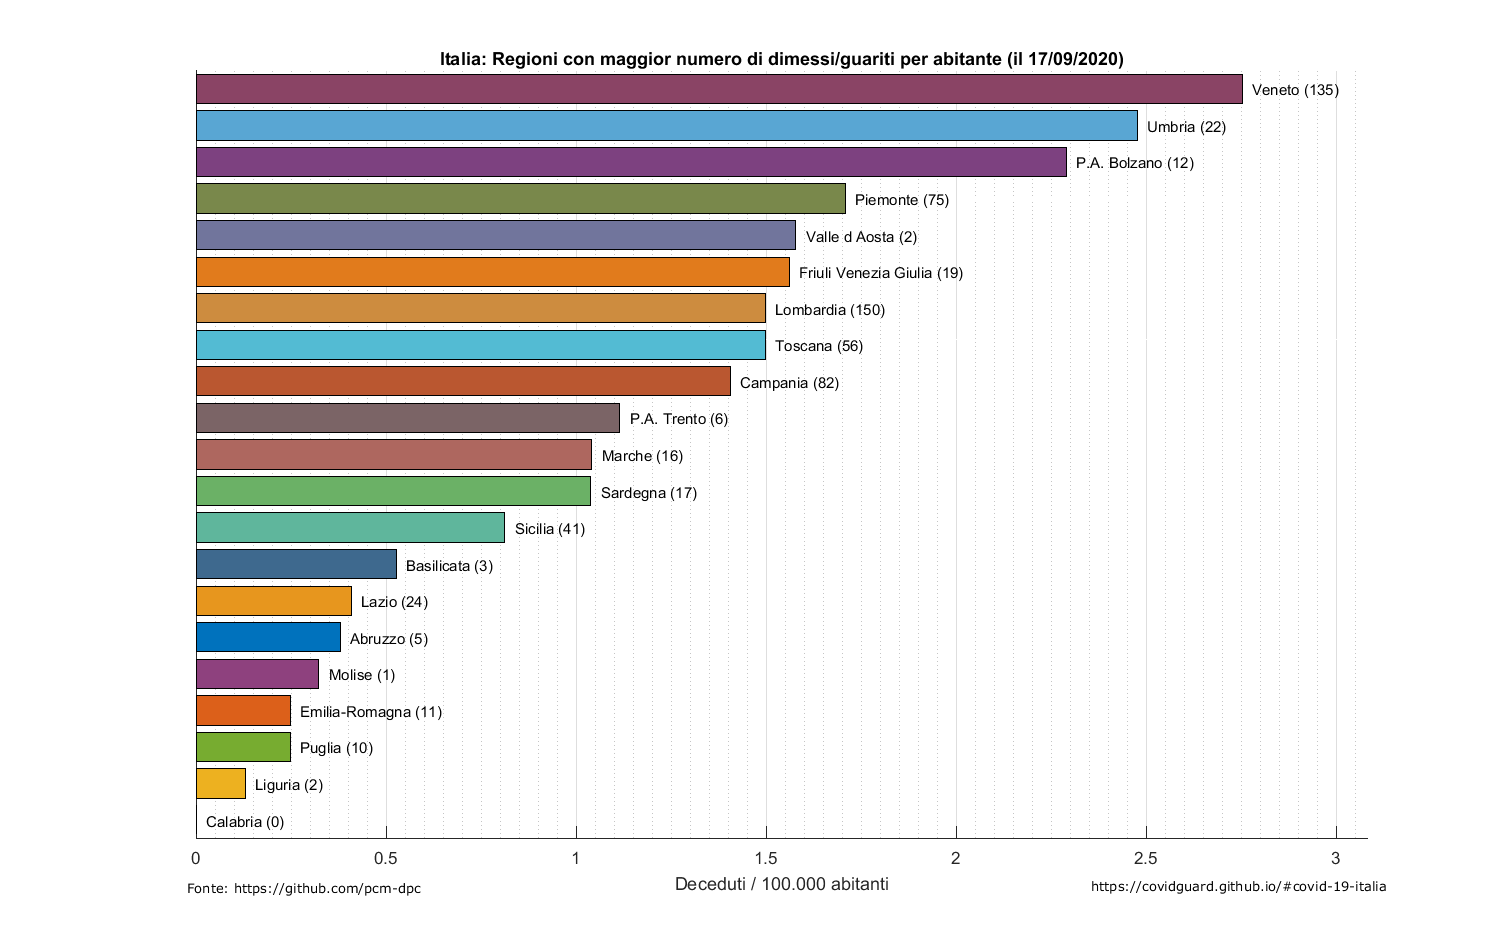 Italia: Regioni con maggior numero di dimessi/guariti per abitante (il 17/09/2020)
Veneto (135)
Umbria (22)
P.A. Bolzano (12)
Piemonte (75)
Valle d Aosta (2)
Friuli Venezia Giulia (19)
Lombardia (150)
Toscana (56)
Campania (82)
P.A. Trento (6)
Marche (16)
Sardegna (17)
Sicilia (41)
Basilicata (3)
Lazio (24)
Abruzzo (5)
Molise (1)
Emilia-Romagna (11)
Puglia (10)
Liguria (2)
Calabria (0)
0 0.5 1 1.5 2 2.5 3
Deceduti / 100.000 abitanti
Fonte: https://github.com/pcm-dpc
https://covidguard.github.io/#covid-19-italia